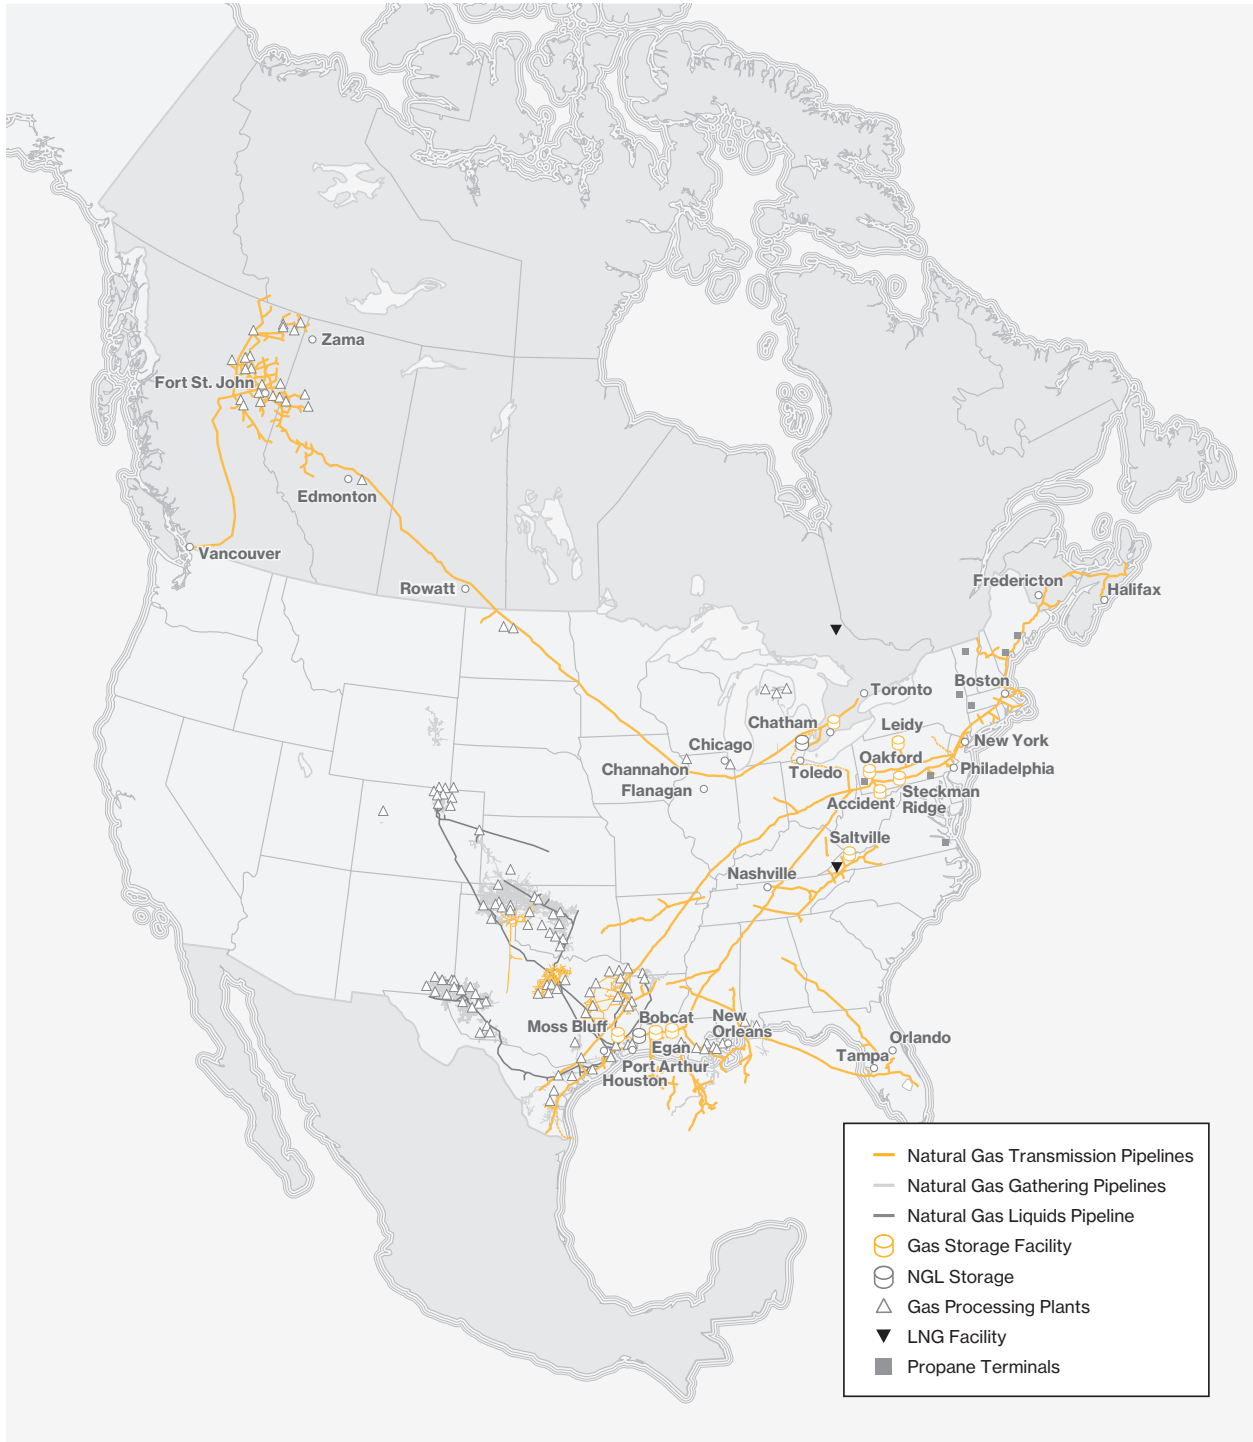 Zama
Fort St. John
Edmonton
Vancouver
Rowatt
Fredericton
Halifax
Boston
Toronto
Chatham
Leidy
Chicago
New York
Oakford
Channahon
Toledo
Philadelphia
Flanagan
Steckman
Ridge
Accident
Saltville
Nashville
Moss Bluff
Bobcat
New
Orleans
Egan
Orlando
Tampa
Port Arthur
Houston
Natural Gas Transmission Pipelines
Natural Gas Gathering Pipelines
Natural Gas Liquids Pipeline
Gas Storage Facility
NGL Storage
Gas Processing Plants
LNG Facility
Propane Terminals